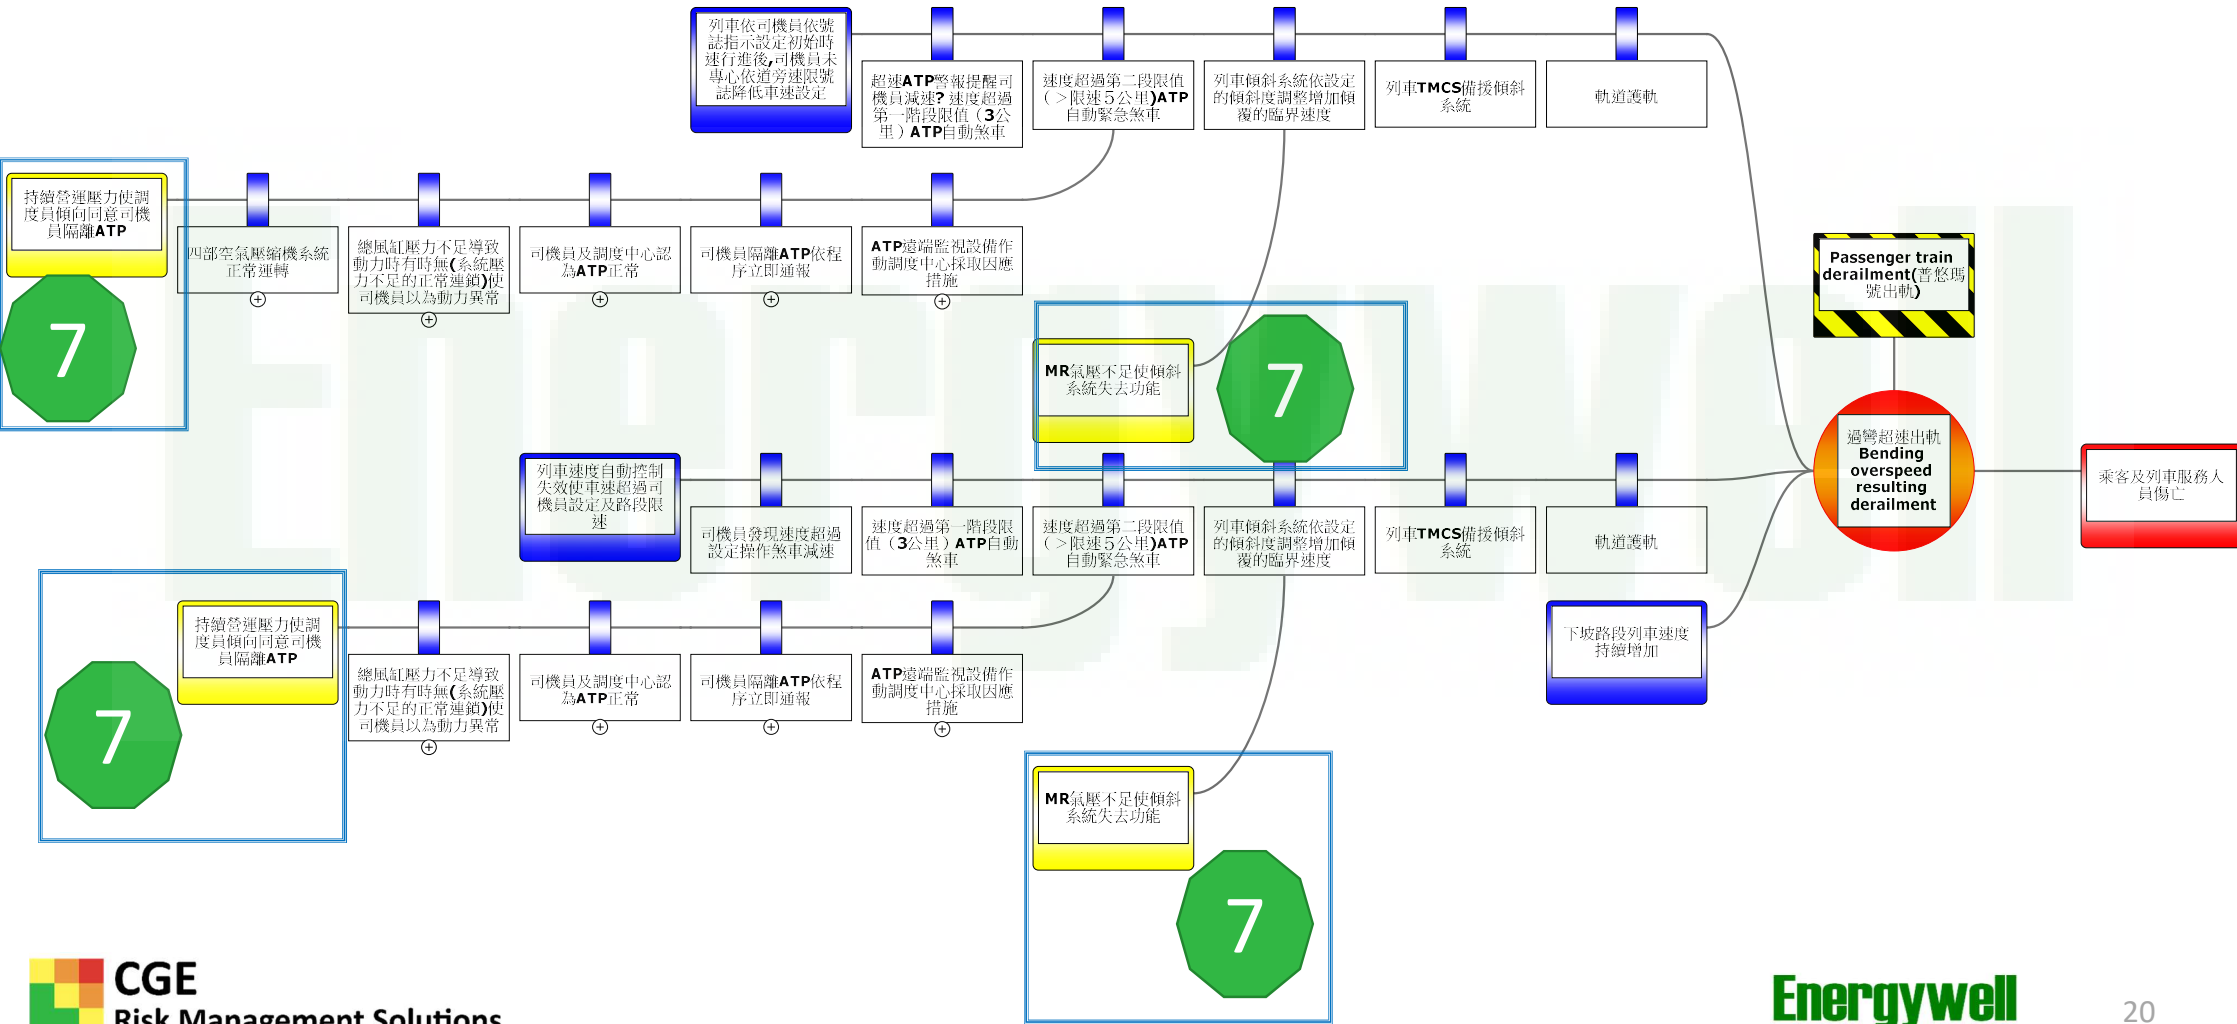 列車依司機員依號
誌指示設定初始時
速行進後,司機員未
專心依道旁速限號
誌降低車速設定
超速ATP警報提醒司
機員減速? 速度超過
第一階段限值（3公
里）ATP自動煞車
速度超過第二段限值
（＞限速５公里)ATP
自動緊急煞車
列車傾斜系統依設定
的傾斜度調整增加傾
覆的臨界速度
列車TMCS備援傾斜
系統
軌道護軌
持續營運壓力使調
度員傾向同意司機
員隔離ATP
7
四部空氣壓縮機系統
正常運轉
總風缸壓力不足導致
動力時有時無(系統壓
力不足的正常連鎖)使
司機員以為動力異常
司機員及調度中心認
為ATP正常
司機員隔離ATP依程
序立即通報
ATP遠端監視設備作
動調度中心採取因應
措施
MR氣壓不足使傾斜
系統失去功能
7
Passenger train
derailment(普悠瑪
號出軌)
過彎超速出軌
Bending
overspeed
resulting
derailment
乘客及列車服務人
員傷亡
列車速度自動控制
失效使車速超過司
機員設定及路段限
速
司機員發現速度超過
設定操作煞車減速
速度超過第一階段限
值（3公里）ATP自動
煞車
速度超過第二段限值
（＞限速５公里)ATP
自動緊急煞車
列車傾斜系統依設定
的傾斜度調整增加傾
覆的臨界速度
列車TMCS備援傾斜
系統
軌道護軌
下坡路段列車速度
持續增加
持續營運壓力使調
度員傾向同意司機
員隔離ATP
7
總風缸壓力不足導致
動力時有時無(系統壓
力不足的正常連鎖)使
司機員以為動力異常
司機員及調度中心認
為ATP正常
司機員隔離ATP依程
序立即通報
ATP遠端監視設備作
動調度中心採取因應
措施
MR氣壓不足使傾斜
系統失去功能
7
Energywell
CGE
Risk Management Solutions
Energywell
20